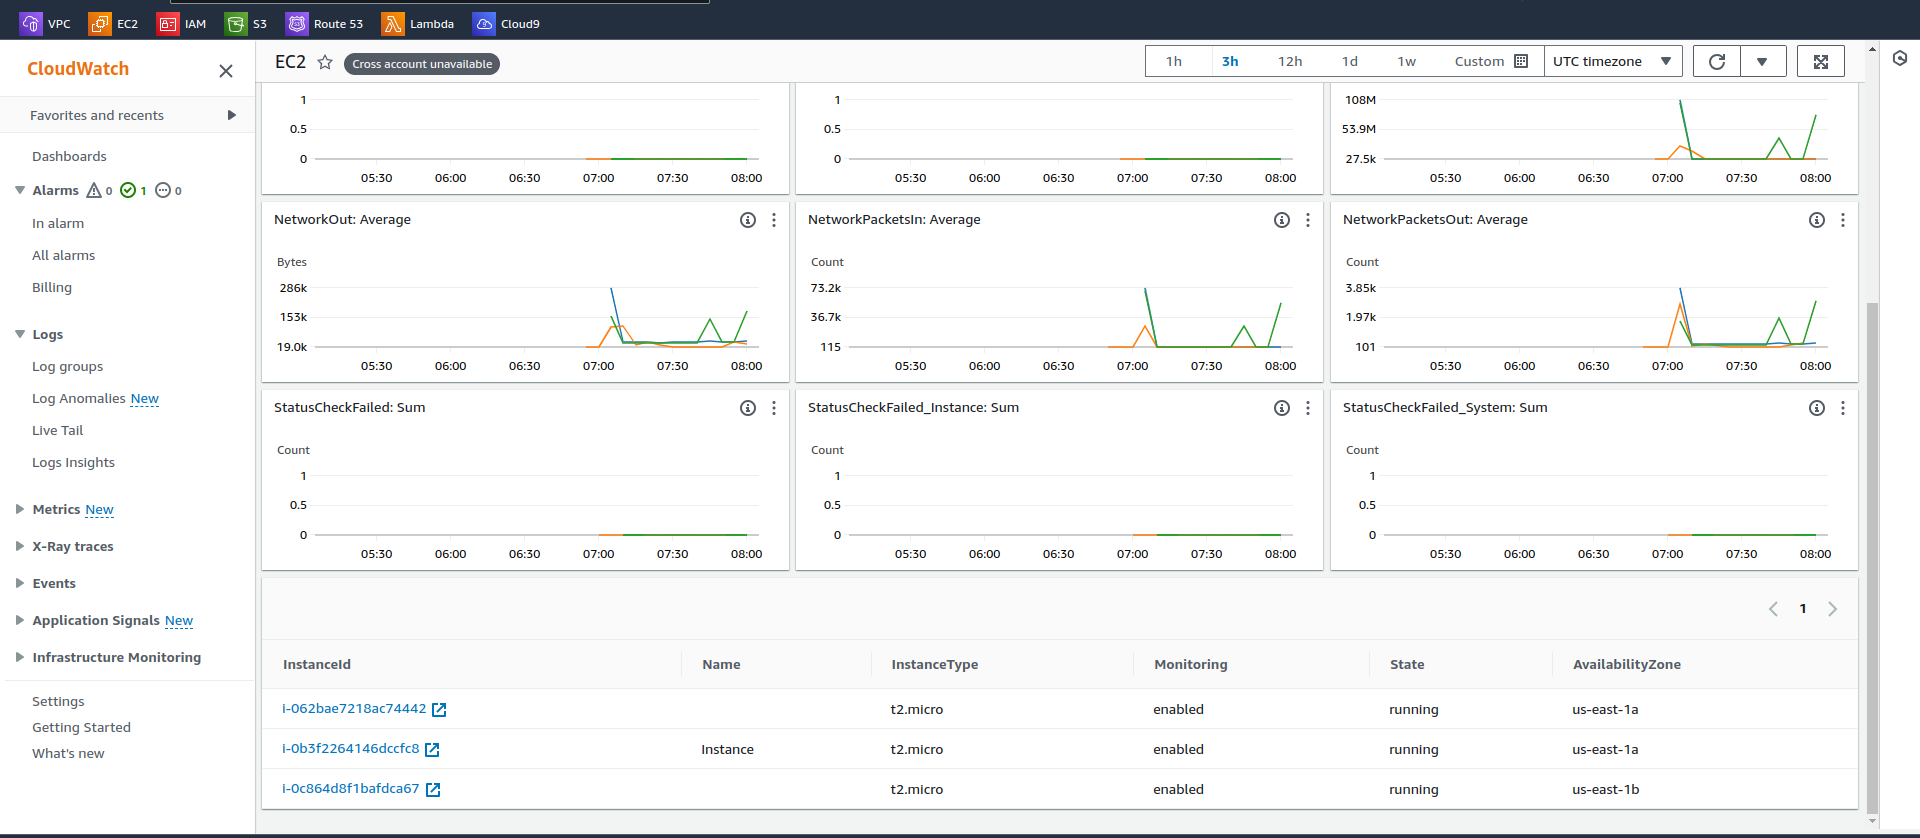 VPC EC2 IAM S3 Route 53 Lambda Cloud9
CloudWatch
Favorites and recents
Dashboards
Alarms 0 1 0
In alarm
All alarms
Billing
Logs
Log groups
Log Anomalies New
Live Tail
Logs Insights
Metrics New
X-Ray traces
Events
Application Signals New
Infrastructure Monitoring
Settings
Getting Started
What's new
EC2 Cross account unavailable 1h 3h 12h 1d 1w Custom UTC timezone
1
0.5
0
05:30 06:00 06:30 07:00 07:30 08:00
1
0.5
0
05:30 06:00 06:30 07:00 07:30 08:00
108M
53.9M
27.5k
05:30 06:00 06:30 07:00 07:30 08:00
NetworkOut: Average
Bytes
286k
153k
19.0k
05:30 06:00 06:30 07:00 07:30 08:00
NetworkPacketsIn: Average
Count
73.2k
36.7k
115
05:30 06:00 06:30 07:00 07:30 08:00
NetworkPacketsOut: Average
Count
3.85k
1.97k
101
05:30 06:00 06:30 07:00 07:30 08:00
StatusCheckFailed: Sum
Count
1
0.5
0
05:30 06:00 06:30 07:00 07:30 08:00
StatusCheckFailed_Instance: Sum
Count
1
0.5
0
05:30 06:00 06:30 07:00 07:30 08:00
StatusCheckFailed_System: Sum
Count
1
0.5
0
05:30 06:00 06:30 07:00 07:30 08:00
1
InstanceId Name InstanceType Monitoring State AvailabilityZone
i-062bae7218ac74442 t2.micro enabled running us-east-1a
i-0b3f2264146dccfc8 Instance t2.micro enabled running us-east-1a
i-0c864d8f1bafdca67 t2.micro enabled running us-east-1b